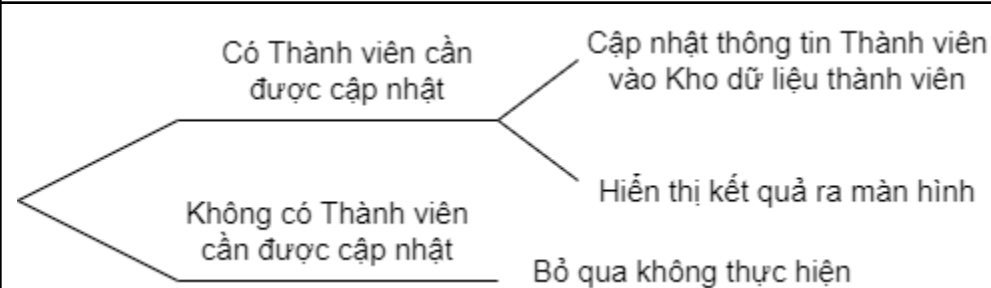 Có Thành viên cần
được cập nhật
Cập nhật thông tin Thành viên
vào Kho dữ liệu thành viên
Hiển thị kết quả ra màn hình
Không có Thành viên
cần được cập nhật
Bỏ qua không thực hiện